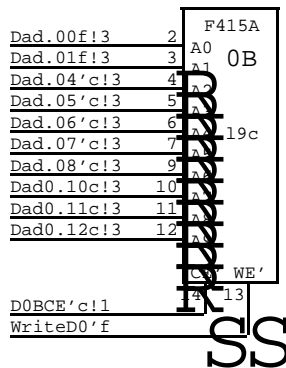 F415A
Dad.00f!3 2 A0 0B
Dad.01f!3 3 A1
Dad.04'c!3 4 A2
Dad.05'c!3 5
Dad.06'c!3 6 19c
Dad.07'c!3 7
Dad.08'c!3 9
Dad0.10c!3 10
Dad0.11c!3 11
Dad0.12c!3 12
WE'
D0BCE'c!1 14 13
WriteD0'f
SS